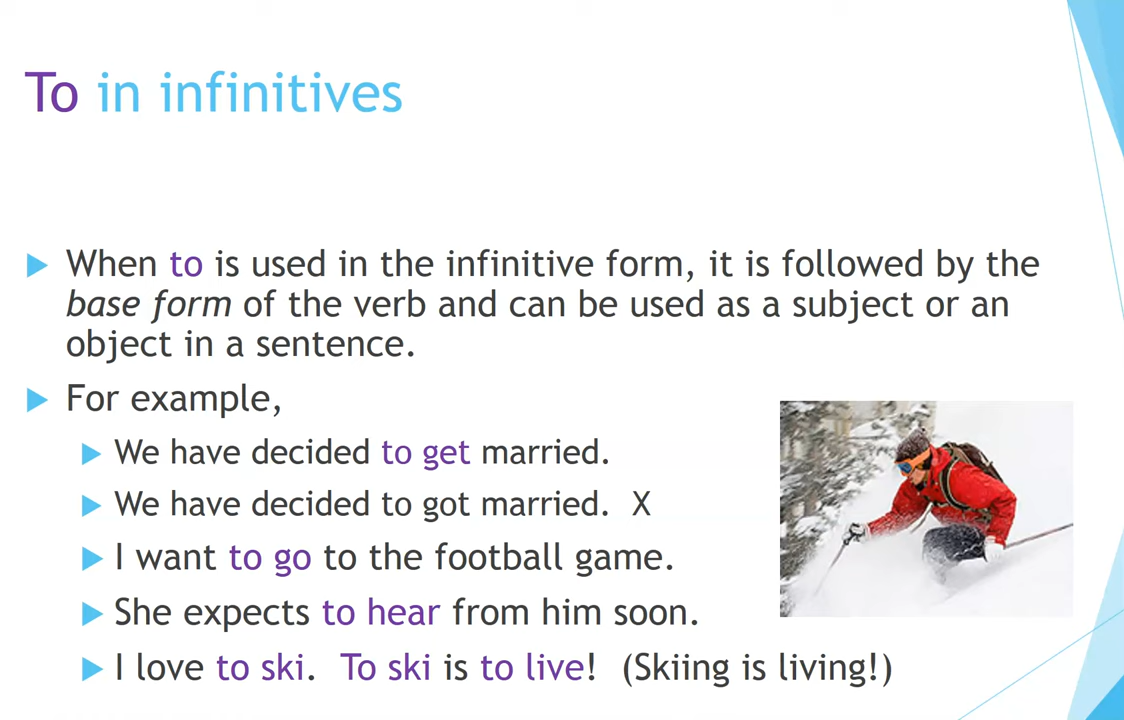 To in infinitives
When to is used in the infinitive form, it is followed by the
base form of the verb and can be used as a subject or an
object in a sentence.
For example,
We have decided to get married.
We have decided to got married. X
I want to go to the football game.
She expects to hear from him soon.
I love to ski. To ski is to live! (Skiing is living!)